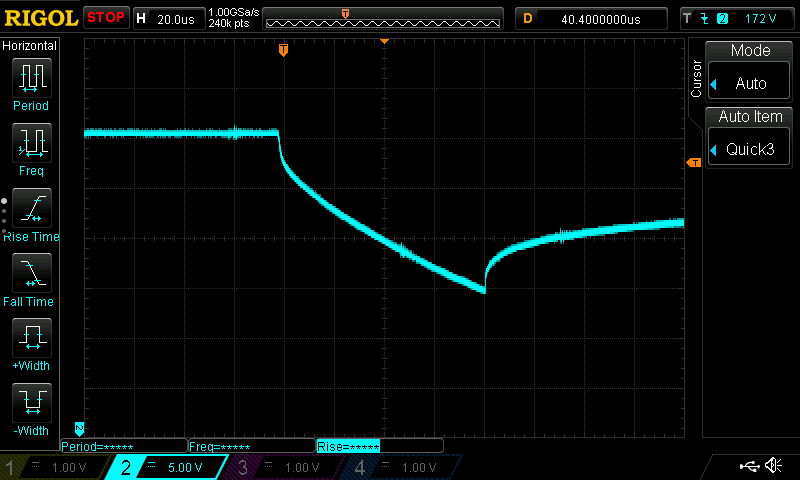 RIGOL STOP H 20.0us 1.00GSa/s 240k pts T D 40.4000000us T 2 172 V
Horizontal
Period
Freq
Rise Time
Fall Time
+Width
-Width
T
T
2
Cursor
Mode
Auto
Auto Item
Quick3
Period=***** Freq=***** Rise=*****
1 = 1.00 V 2 = 5.00 V 3 = 1.00 V 4 = 1.00 V